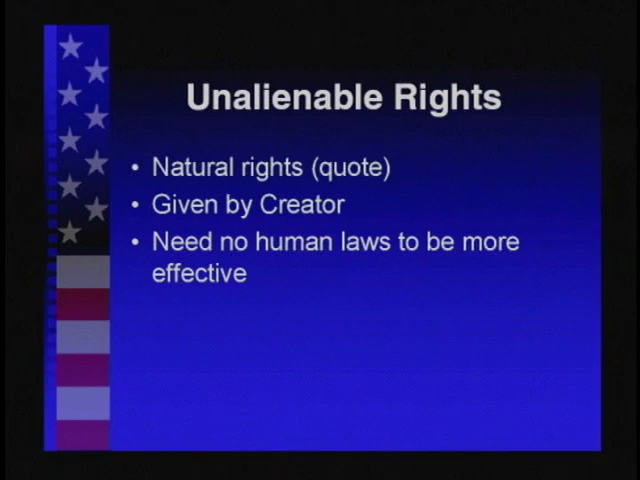 Unalienable Rights
• Natural rights (quote)
• Given by Creator
• Need no human laws to be more
effective